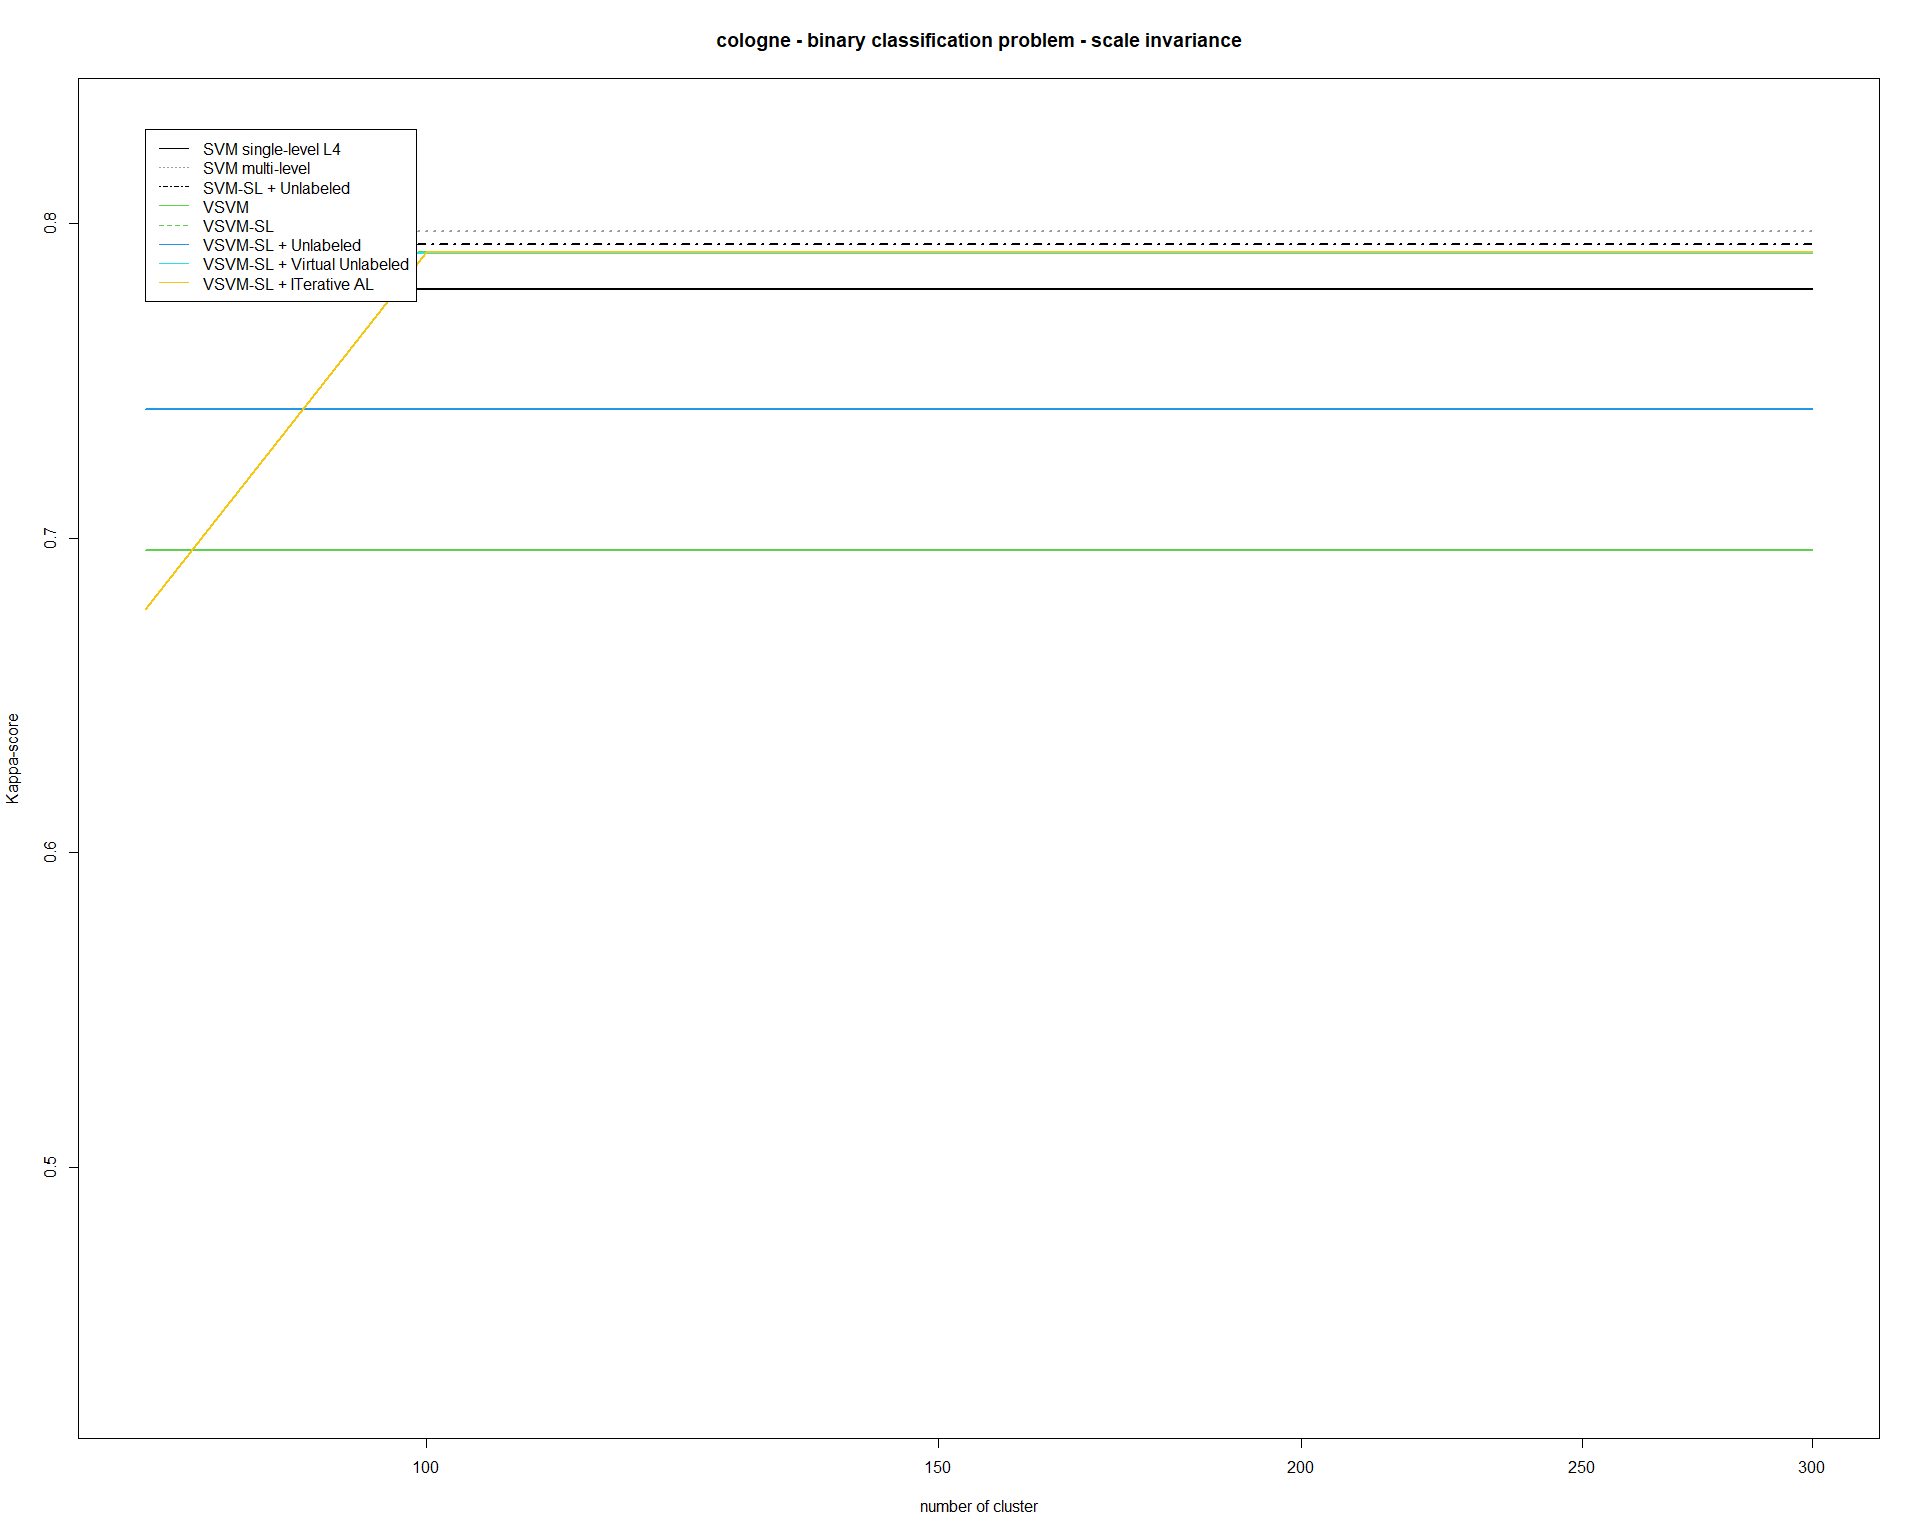 cologne - binary classification problem - scale invariance
SVM single-level L4
SVM multi-level
SVM-SL + Unlabeled
VSVM
VSVM-SL
VSVM-SL + Unlabeled
VSVM-SL + Virtual Unlabeled
VSVM-SL + ITerative AL
0.8
0.7
0.6
0.5
Kappa-score
100 150 200 250 300
number of cluster